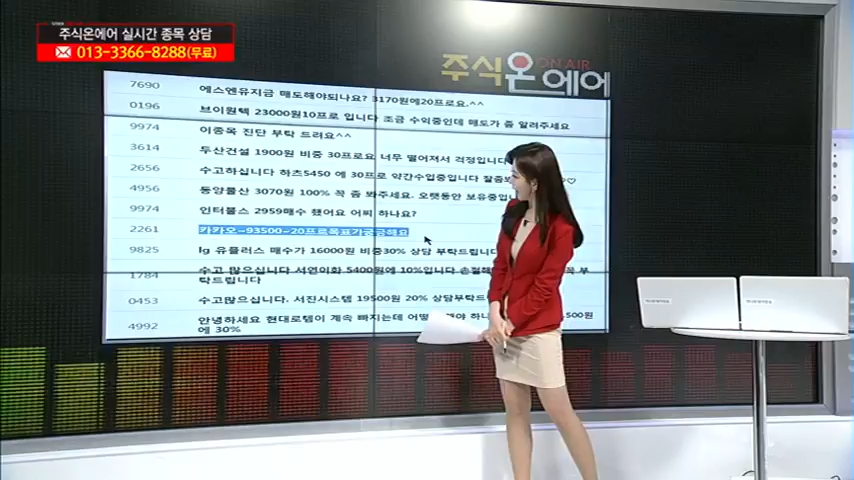 주식온에어 실시간 종목 상담
013-3366-8288(무료)
주식온에어
ON AIR
7690 에스엔유지금 매도해야되나요? 3170원에20프로요.^^
0196 브이원텍 23000원10프로 입니다 조금 수익중인데 매도가 좀 알려주세요
9974 이종목 진단 부탁 드려요^^
3614 두산건설 1900원 비중 30프로요 너무 떨어져서 걱정입니
2656 수고하십니다 하츠5450 에 30프로 약간수입중입니다 잘좀
4956 동양물산 3070원 100% 꼭 좀 봐주세요. 오랫동안 보유중
9974 인터불스 2959매수 했어요 어찌 하나요?
2261 카카오~93500~20프르목표가궁금해요
9825 lg 유플러스 매수가 16000원 비중30% 상담 부탁드립니
1784 수고 많으십니다 서연이화 5400원에 10%입니다 손절해 부
탁드립니다
0453 수고많으십니다. 서진시스템 19500원 20% 상담부탁드
4992 안녕하세요 현대로템이 계속 빠지는데 해야 하나 .500원
에 30%